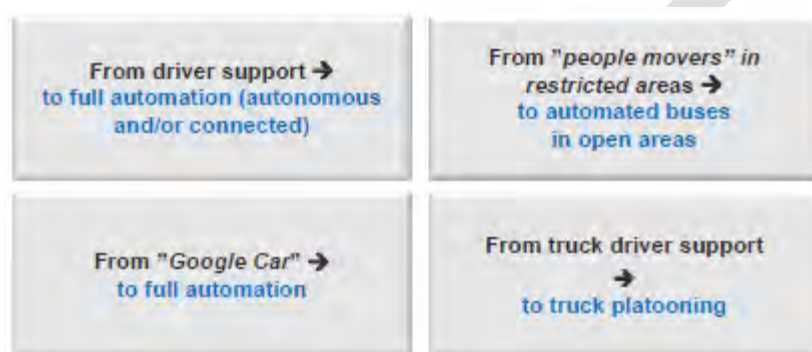 From driver support ➔
to full automation (autonomous
and/or connected)
From ”people movers” in
restricted areas ➔
to automated buses
in open areas
From ”Google Car” ➔
to full automation
From truck driver support
➔
to truck platooning